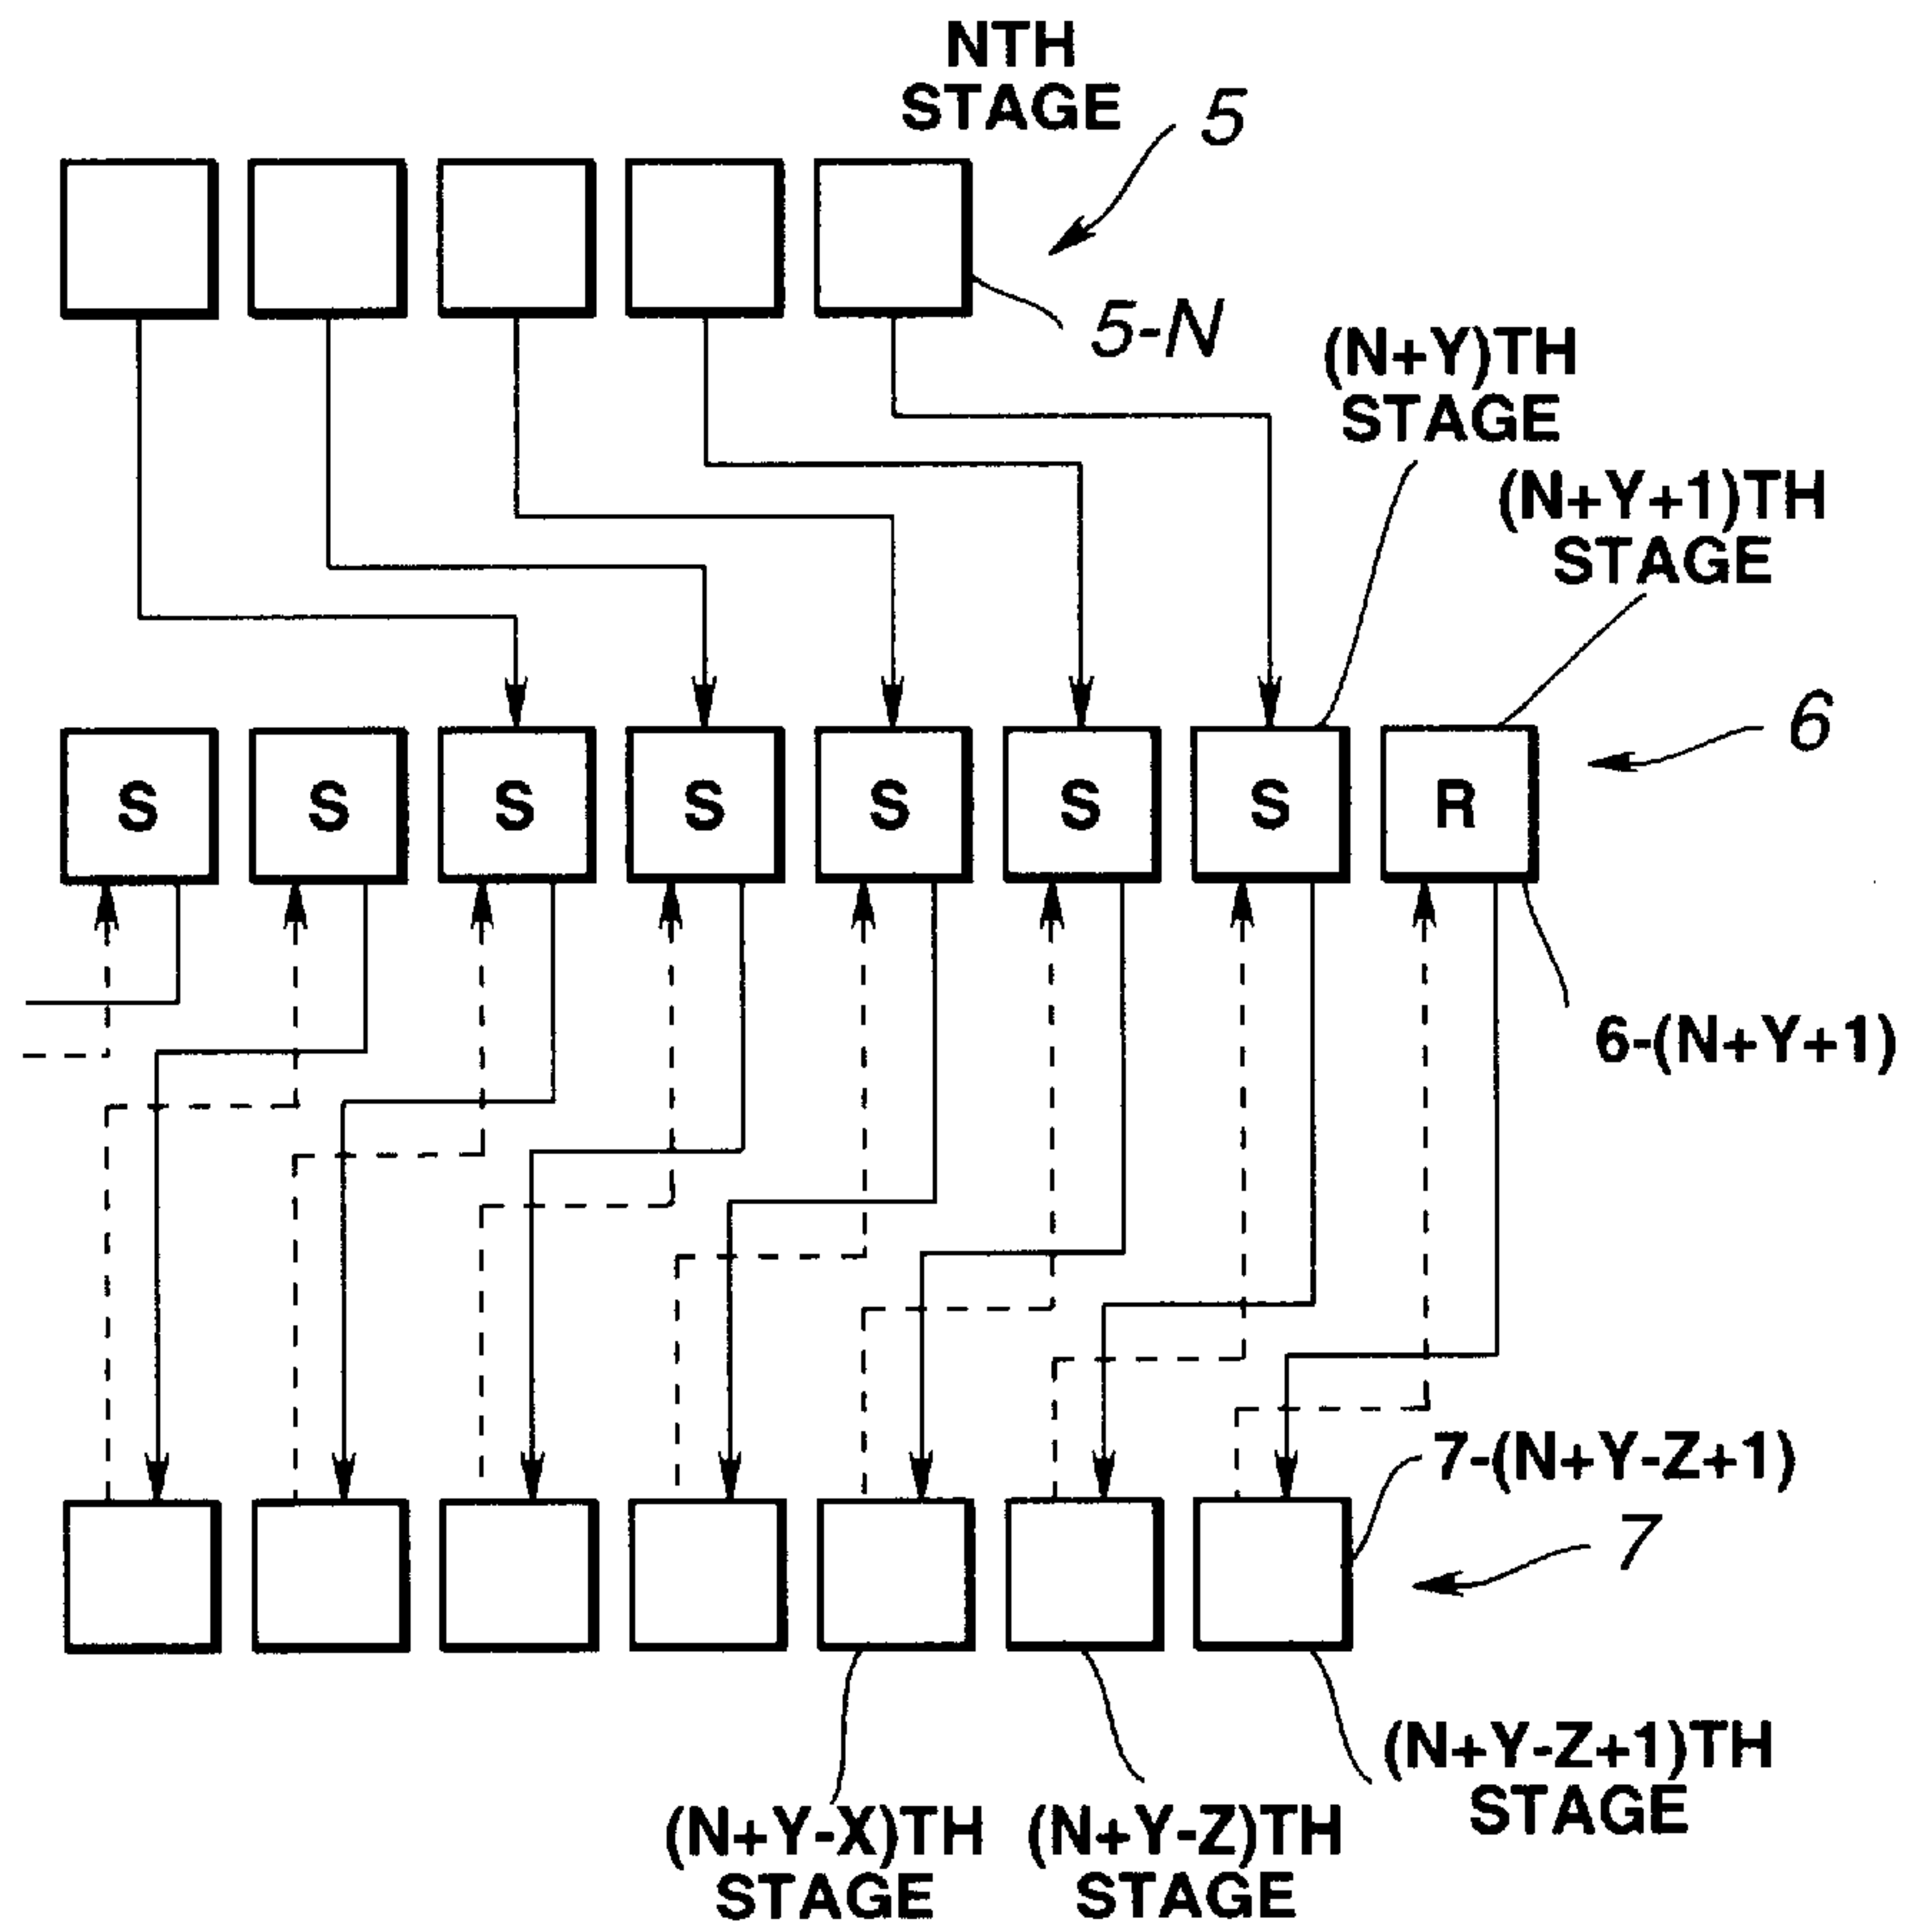 NTH
STAGE
5
5-N
(N+Y)TH
STAGE
(N+Y+1)TH
STAGE
6
S S S S S S S R
6-(N+Y+1)
7-(N+Y-Z+1)
7
(N+Y-Z+1)TH
STAGE
(N+Y-X)TH
STAGE
(N+Y-Z)TH
STAGE